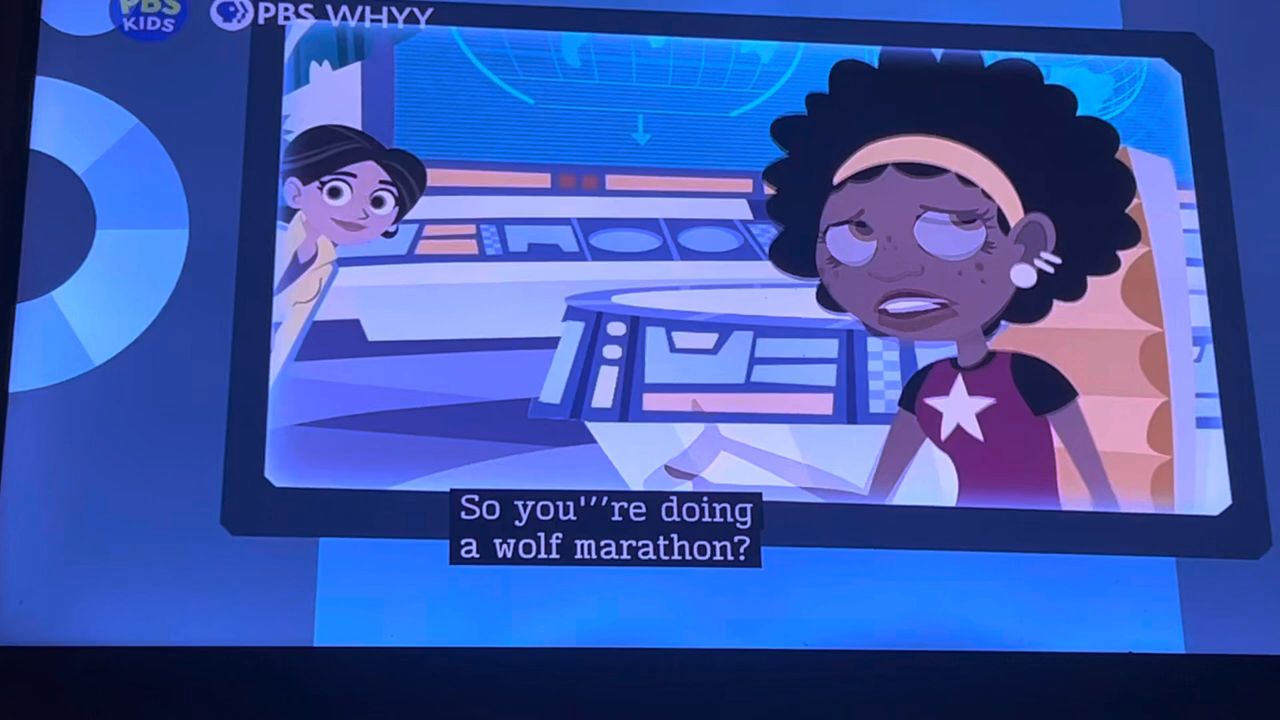 PBS
KIDS
PBS WHYY
So you'''re doing
a wolf marathon?